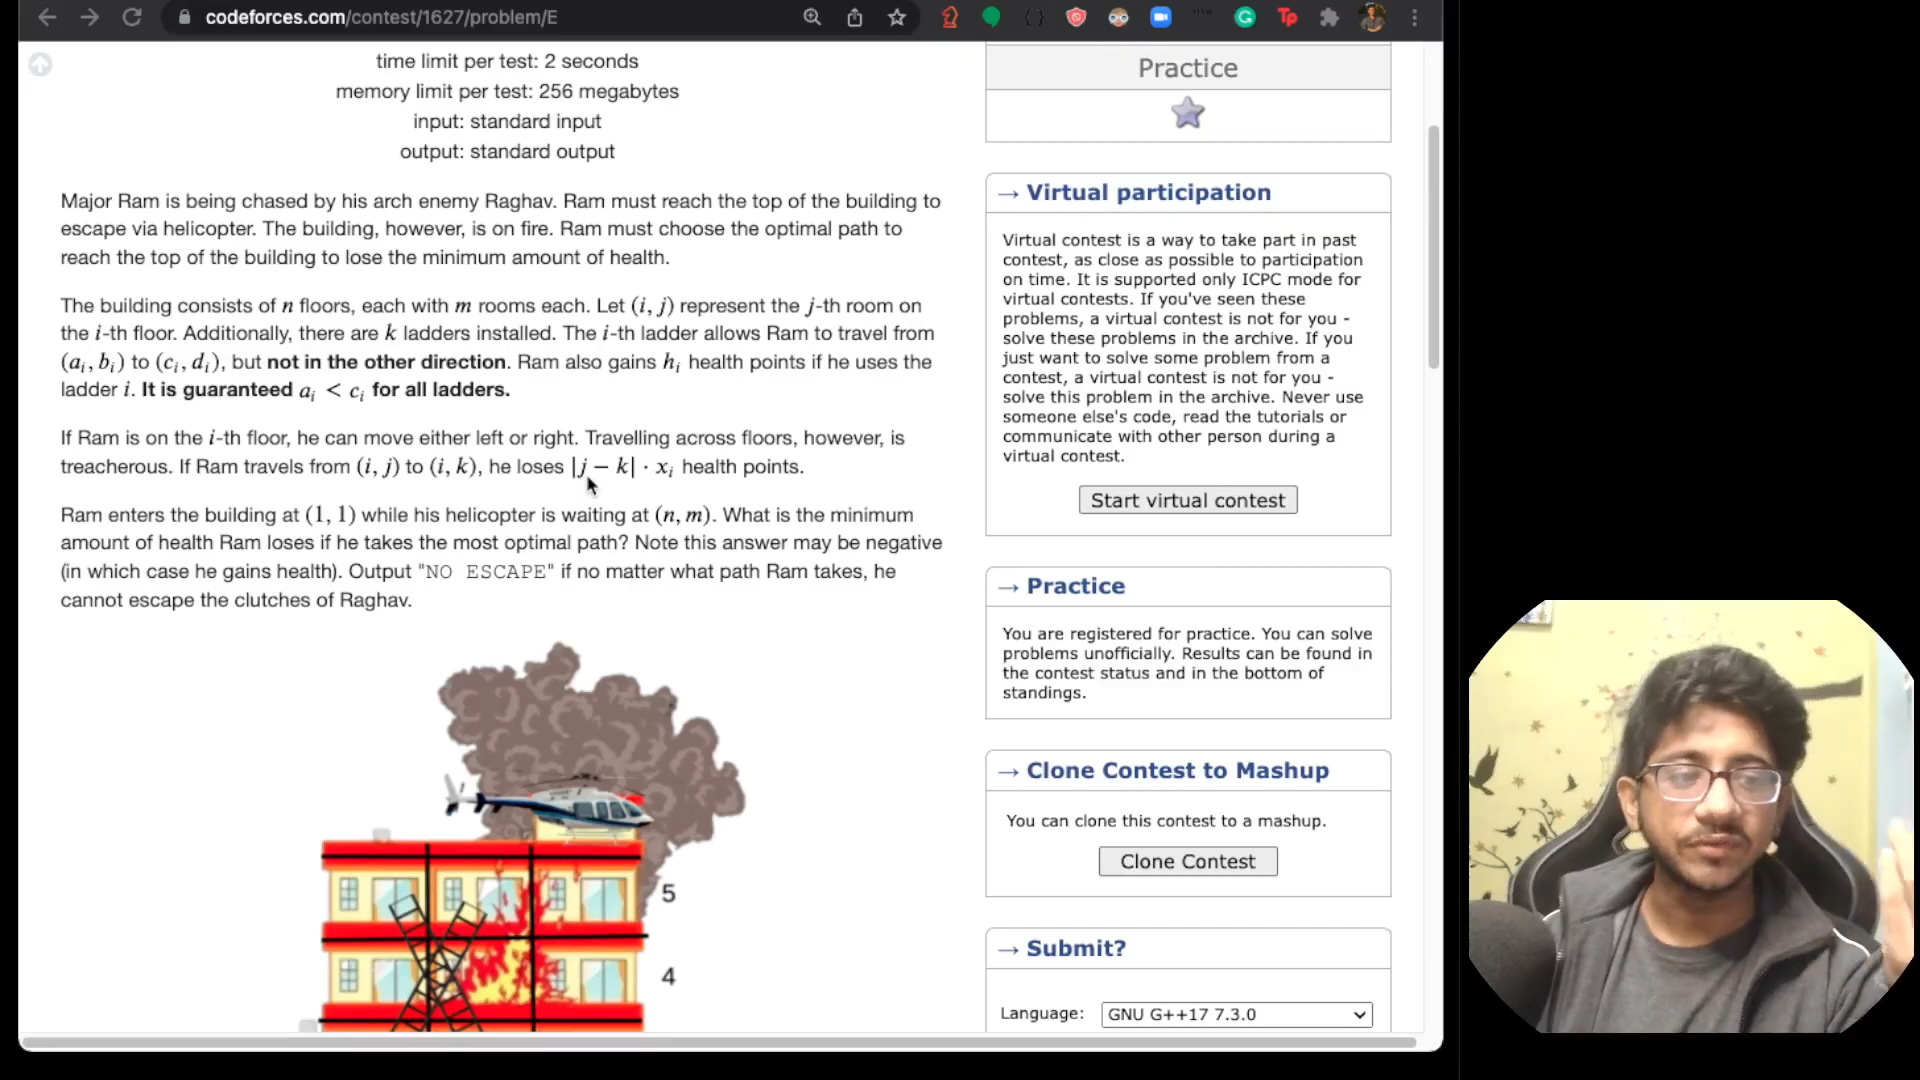 codeforces.com/contest/1627/problem/E
time limit per test: 2 seconds
memory limit per test: 256 megabytes
input: standard input
output: standard output
Major Ram is being chased by his arch enemy Raghav. Ram must reach the top of the building to
escape via helicopter. The building, however, is on fire. Ram must choose the optimal path to
reach the top of the building to lose the minimum amount of health.
The building consists of n floors, each with m rooms each. Let (i, j) represent the j-th room on
the i-th floor. Additionally, there are k ladders installed. The i-th ladder allows Ram to travel from
(aᵢ, bᵢ) to (cᵢ, dᵢ), but not in the other direction. Ram also gains hᵢ health points if he uses the
ladder i. It is guaranteed aᵢ < cᵢ for all ladders.
If Ram is on the i-th floor, he can move either left or right. Travelling across floors, however, is
treacherous. If Ram travels from (i, j) to (i, k), he loses |j − k| · xᵢ health points.
Ram enters the building at (1, 1) while his helicopter is waiting at (n, m). What is the minimum
amount of health Ram loses if he takes the most optimal path? Note this answer may be negative
(in which case he gains health). Output "NO ESCAPE" if no matter what path Ram takes, he
cannot escape the clutches of Raghav.
5
4
Practice
→ Virtual participation
Virtual contest is a way to take part in past
contest, as close as possible to participation
on time. It is supported only ICPC mode for
virtual contests. If you've seen these
problems, a virtual contest is not for you -
solve these problems in the archive. If you
just want to solve some problem from a
contest, a virtual contest is not for you -
solve this problem in the archive. Never use
someone else's code, read the tutorials or
communicate with other person during a
virtual contest.
Start virtual contest
→ Practice
You are registered for practice. You can solve
problems unofficially. Results can be found in
the contest status and in the bottom of
standings.
→ Clone Contest to Mashup
You can clone this contest to a mashup.
Clone Contest
→ Submit?
Language: GNU G++17 7.3.0